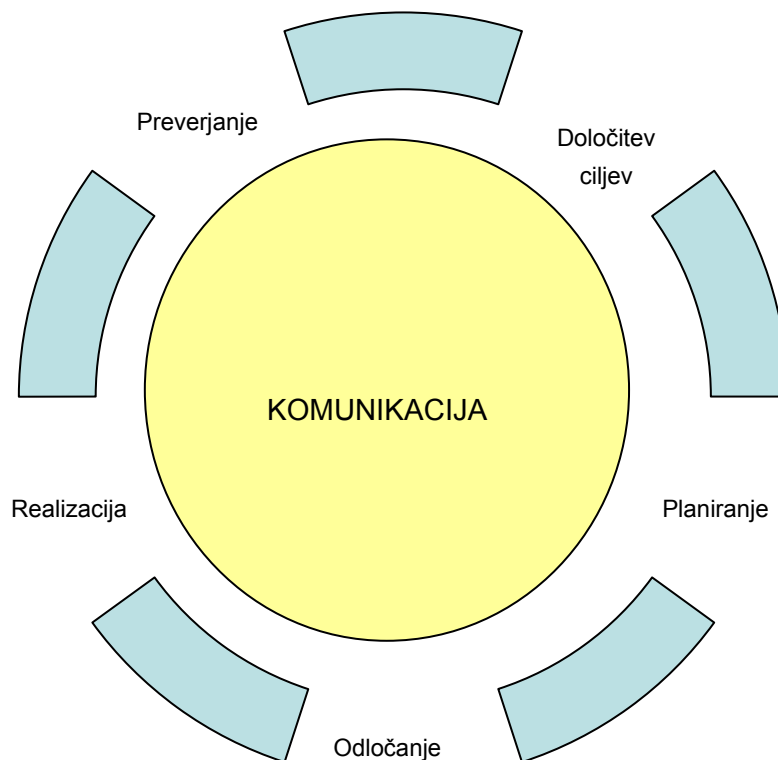 Preverjanje
Določitev
ciljev
KOMUNIKACIJA
Realizacija
Planiranje
Odločanje